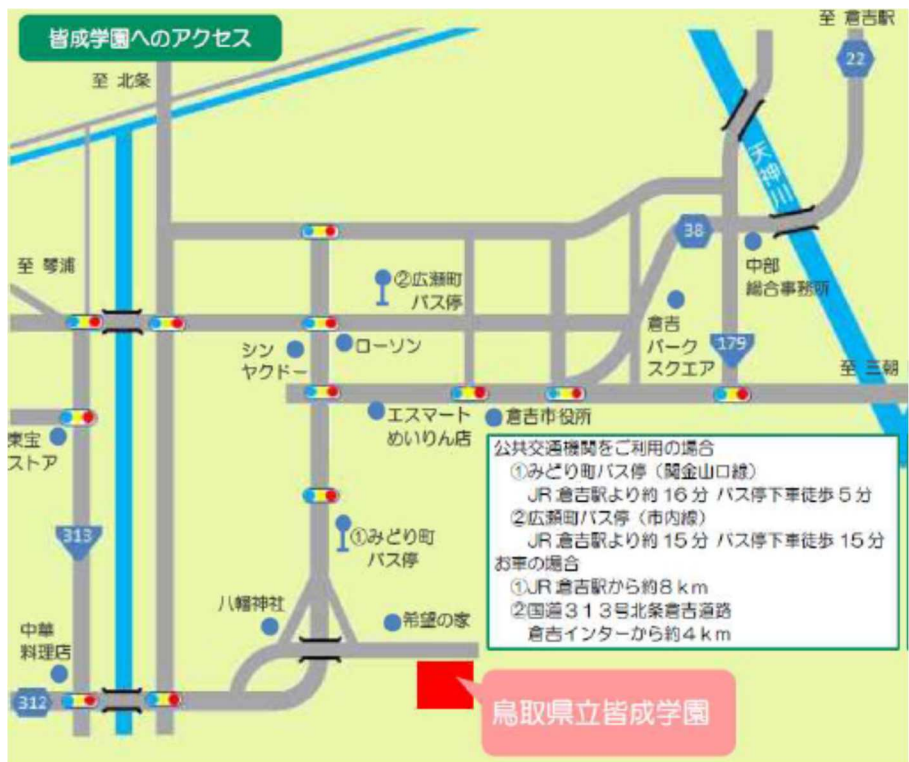 皆成学園へのアクセス
至 倉吉駅
22
至 北条
天神川
38
至 琴浦
②広瀬町
バス停
中部
総合事務所
倉吉
パーク
スクエア
シン
ヤクドー
ローソン
179
至 三朝
エスマート
めいりん店
倉吉市役所
東宝
ストア
公共交通機関をご利用の場合
①みどり町バス停（関金山口線）
JR倉吉駅より約16分 バス停下車徒歩5分
②広瀬町バス停（市内線）
JR倉吉駅より約15分 バス停下車徒歩15分
お車の場合
①JR倉吉駅から約8km
②国道313号北条倉吉道路
倉吉インターから約4km
313
①みどり町
バス停
八幡神社
希望の家
中華
料理店
312
鳥取県立皆成学園